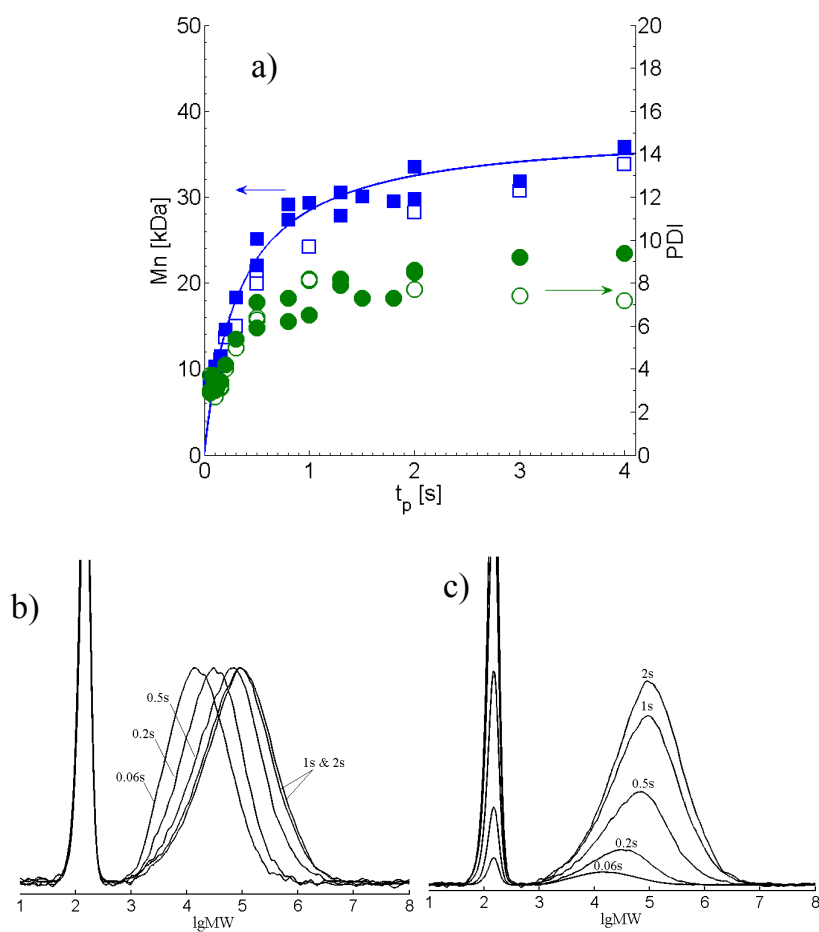 a)
50
40
30
20
10
0
Mn [kDa]
20
18
16
14
12
10
8
6
4
2
0
PDI
0 1 2 3 4
t_p [s]
b)
0.5s
0.2s
0.06s
1s & 2s
1 2 3 4 5 6 7 8
lgMW
c)
2s
1s
0.5s
0.2s
0.06s
1 2 3 4 5 6 7 8
lgMW